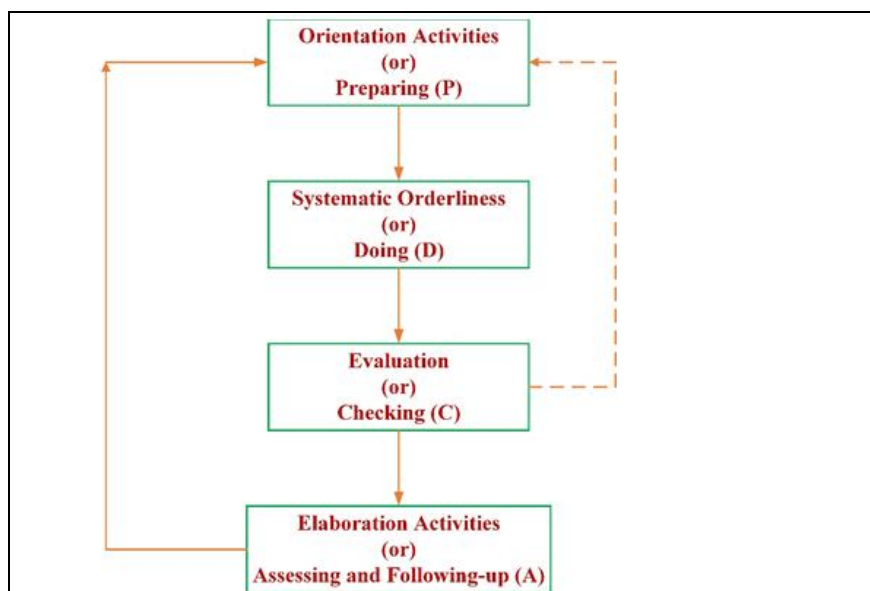 Orientation Activities
(or)
Preparing (P)
Systematic Orderliness
(or)
Doing (D)
Evaluation
(or)
Checking (C)
Elaboration Activities
(or)
Assessing and Following-up (A)